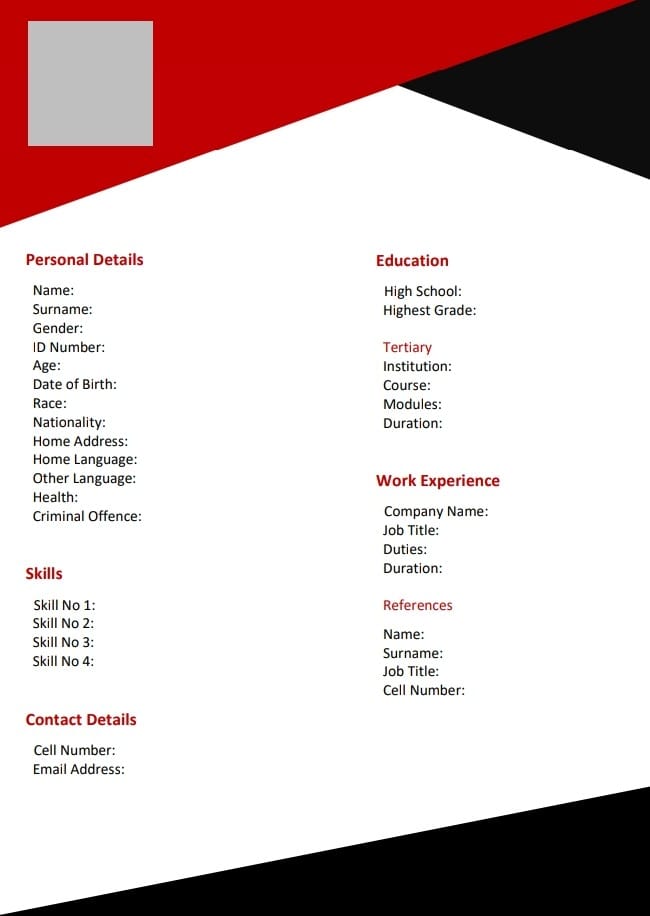 Personal Details
Name:
Surname:
Gender:
ID Number:
Age:
Date of Birth:
Race:
Nationality:
Home Address:
Home Language:
Other Language:
Health:
Criminal Offence:
Skills
Skill No 1:
Skill No 2:
Skill No 3:
Skill No 4:
Contact Details
Cell Number:
Email Address:
Education
High School:
Highest Grade:
Tertiary
Institution:
Course:
Modules:
Duration:
Work Experience
Company Name:
Job Title:
Duties:
Duration:
References
Name:
Surname:
Job Title:
Cell Number: